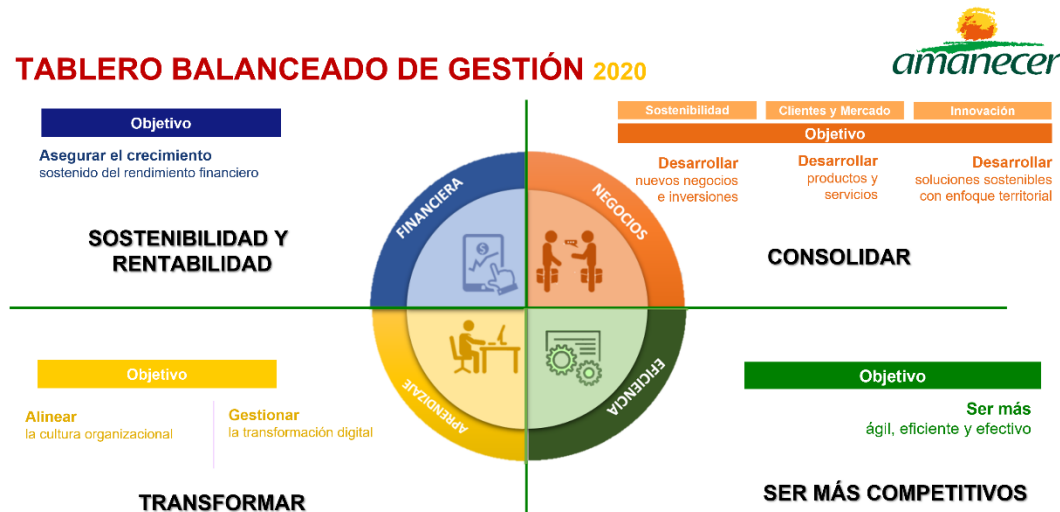 TABLERO BALANCEADO DE GESTIÓN 2020
amanecer
Objetivo
Asegurar el crecimiento
sostenido del rendimiento financiero
SOSTENIBILIDAD Y
RENTABILIDAD
Sostenibilidad
Clientes y Mercado
Innovación
Objetivo
Desarrollar
nuevos negocios
e inversiones
Desarrollar
productos y
servicios
Desarrollar
soluciones sostenibles
con enfoque territorial
CONSOLIDAR
FINANCIERA
$
NEGOCIOS
APRENDIZAJE
EFICIENCIA
Objetivo
Alinear
la cultura organizacional
Gestionar
la transformación digital
TRANSFORMAR
Objetivo
Ser más
ágil, eficiente y efectivo
SER MÁS COMPETITIVOS